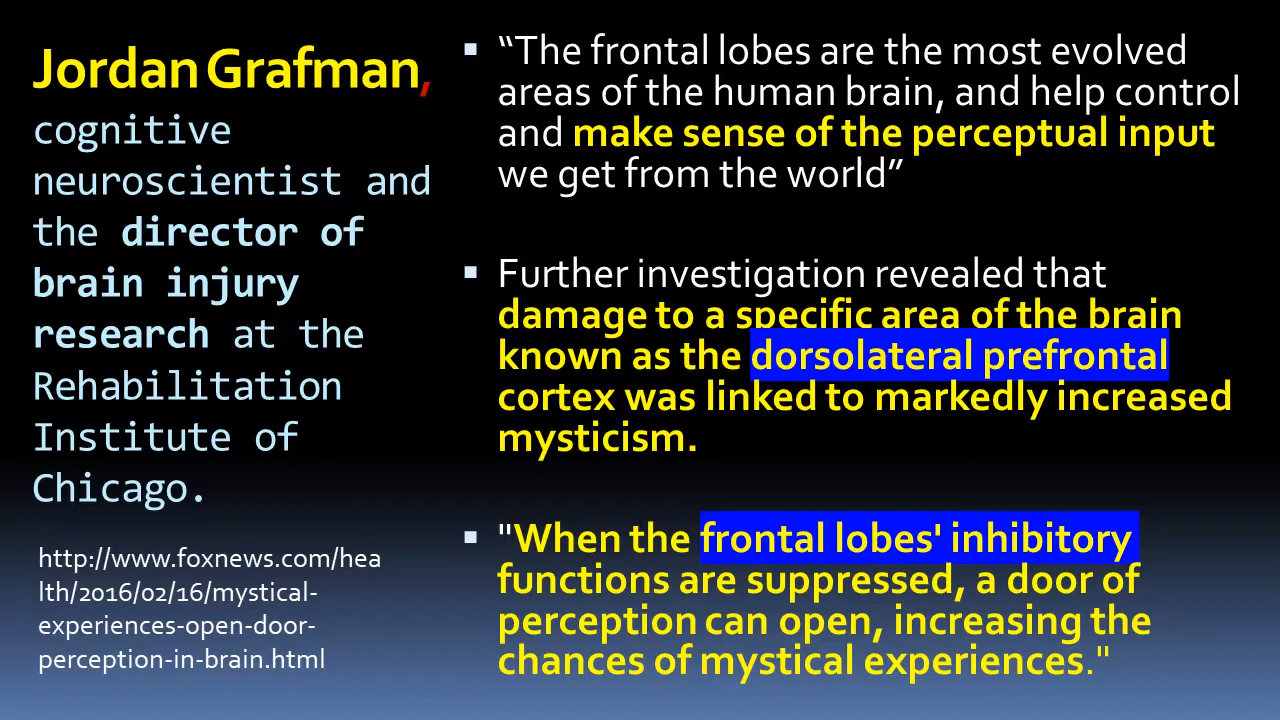 Jordan Grafman,
cognitive
neuroscientist and
the director of
brain injury
research at the
Rehabilitation
Institute of
Chicago.
http://www.foxnews.com/hea
lth/2016/02/16/mystical-
experiences-open-door-
perception-in-brain.html
“The frontal lobes are the most evolved
areas of the human brain, and help control
and make sense of the perceptual input
we get from the world”
Further investigation revealed that
damage to a specific area of the brain
known as the dorsolateral prefrontal
cortex was linked to markedly increased
mysticism.
"When the frontal lobes' inhibitory
functions are suppressed, a door of
perception can open, increasing the
chances of mystical experiences."